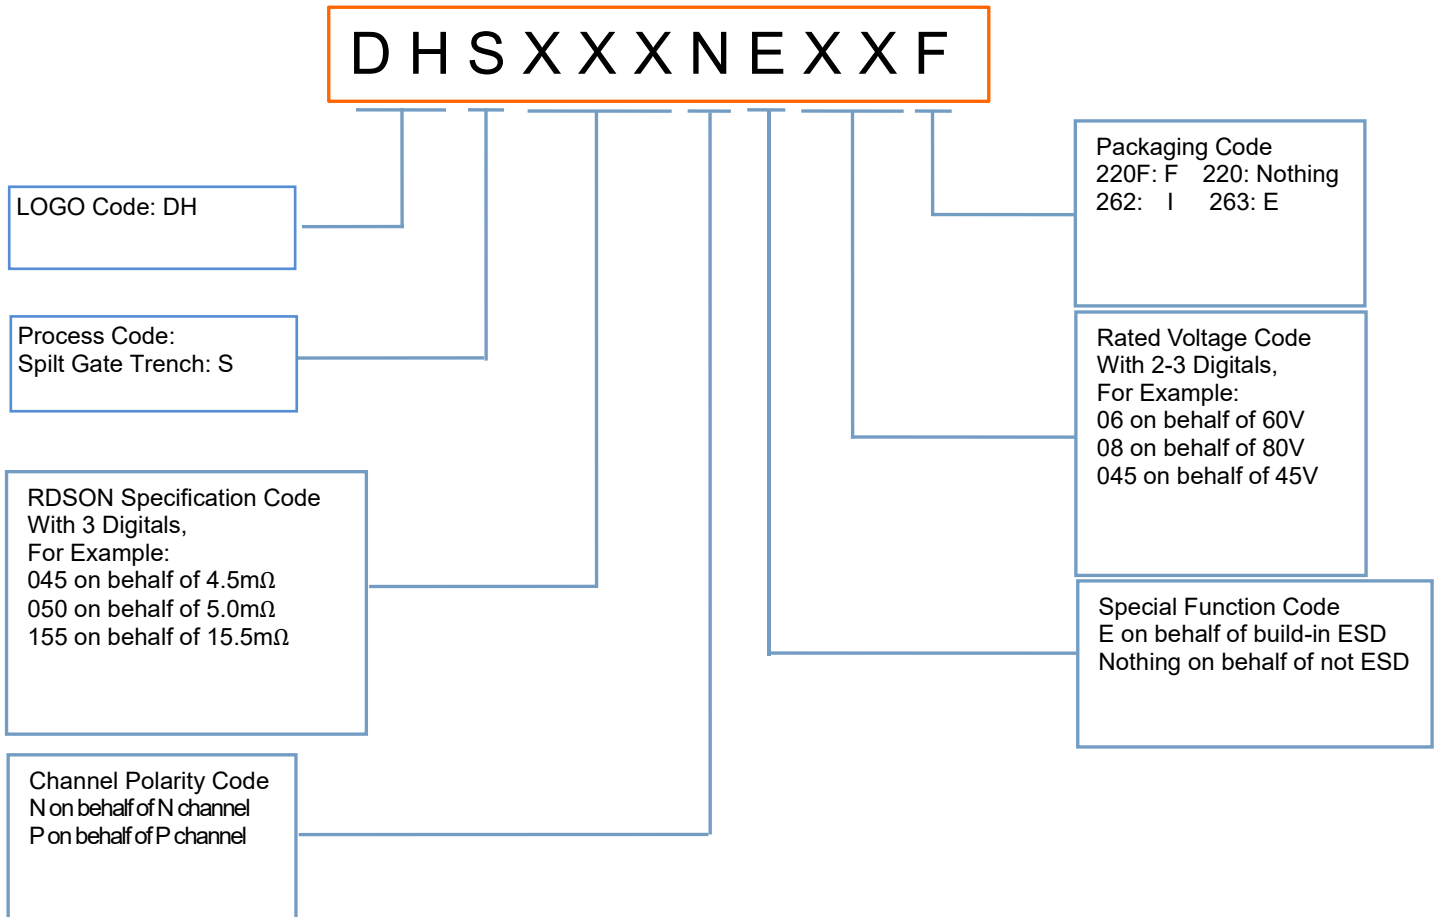 D H S X X X N E X X F
LOGO Code: DH
Process Code:
Spilt Gate Trench: S
RDSON Specification Code
With 3 Digitals,
For Example:
045 on behalf of 4.5mΩ
050 on behalf of 5.0mΩ
155 on behalf of 15.5mΩ
Channel Polarity Code
N on behalf of N channel
P on behalf of P channel
Packaging Code
220F: F 220: Nothing
262: I 263: E
Rated Voltage Code
With 2-3 Digitals,
For Example:
06 on behalf of 60V
08 on behalf of 80V
045 on behalf of 45V
Special Function Code
E on behalf of build-in ESD
Nothing on behalf of not ESD